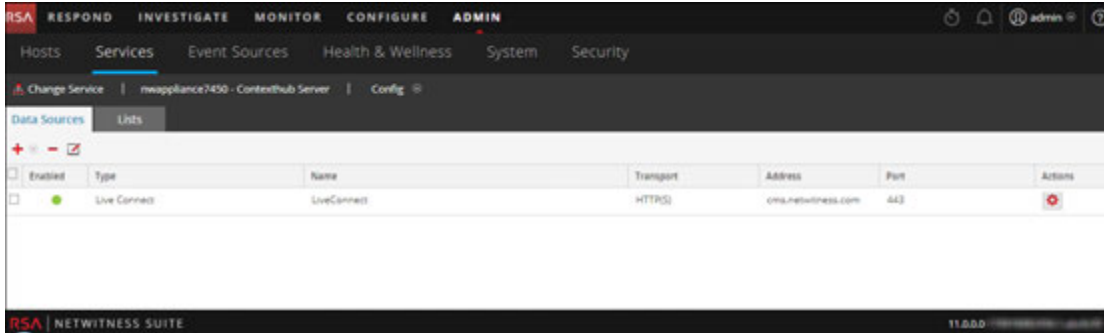 RSA RESPOND INVESTIGATE MONITOR CONFIGURE ADMIN admin
Hosts Services Event Sources Health & Wellness System Security
Change Service | nwappliance7450 - Contexthub Server | Config
Data Sources Lists
Enabled Type Name Transport Address Port Actions
Live Connect LiveConnect HTTP(S) cms.netwitness.com 443
RSA | NETWITNESS SUITE 11.0.0.0